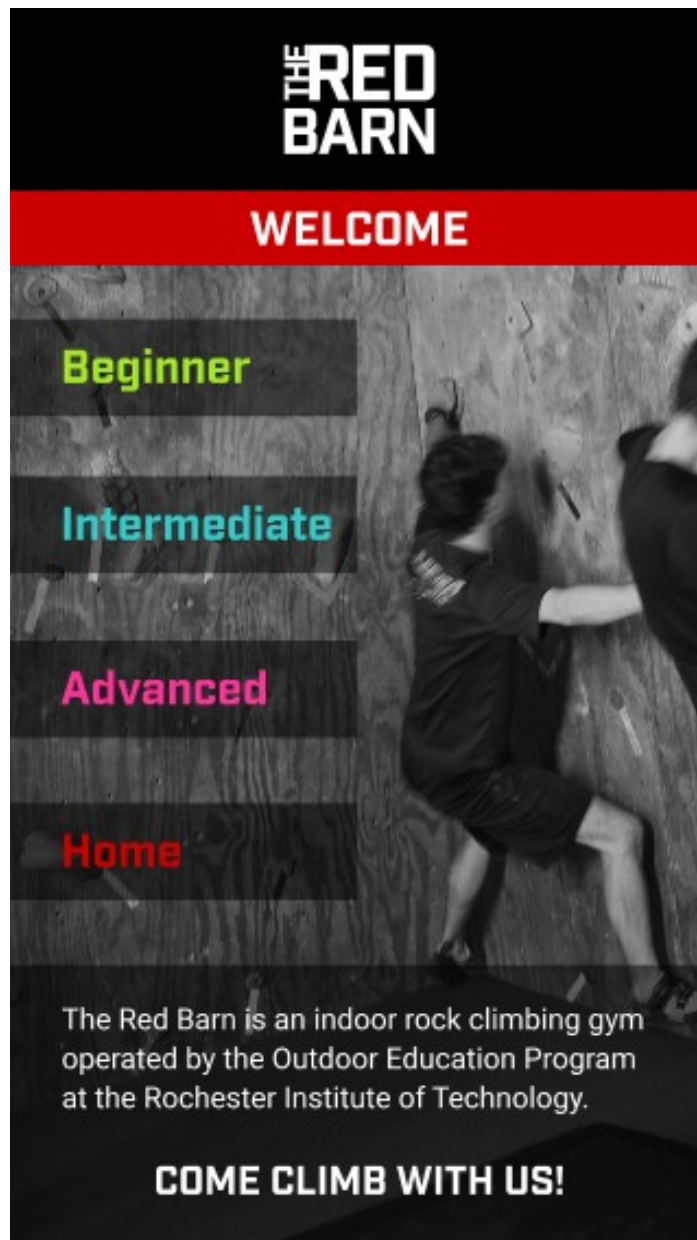 THE RED
BARN
WELCOME
Beginner
Intermediate
Advanced
Home
The Red Barn is an indoor rock climbing gym
operated by the Outdoor Education Program
at the Rochester Institute of Technology.
COME CLIMB WITH US!